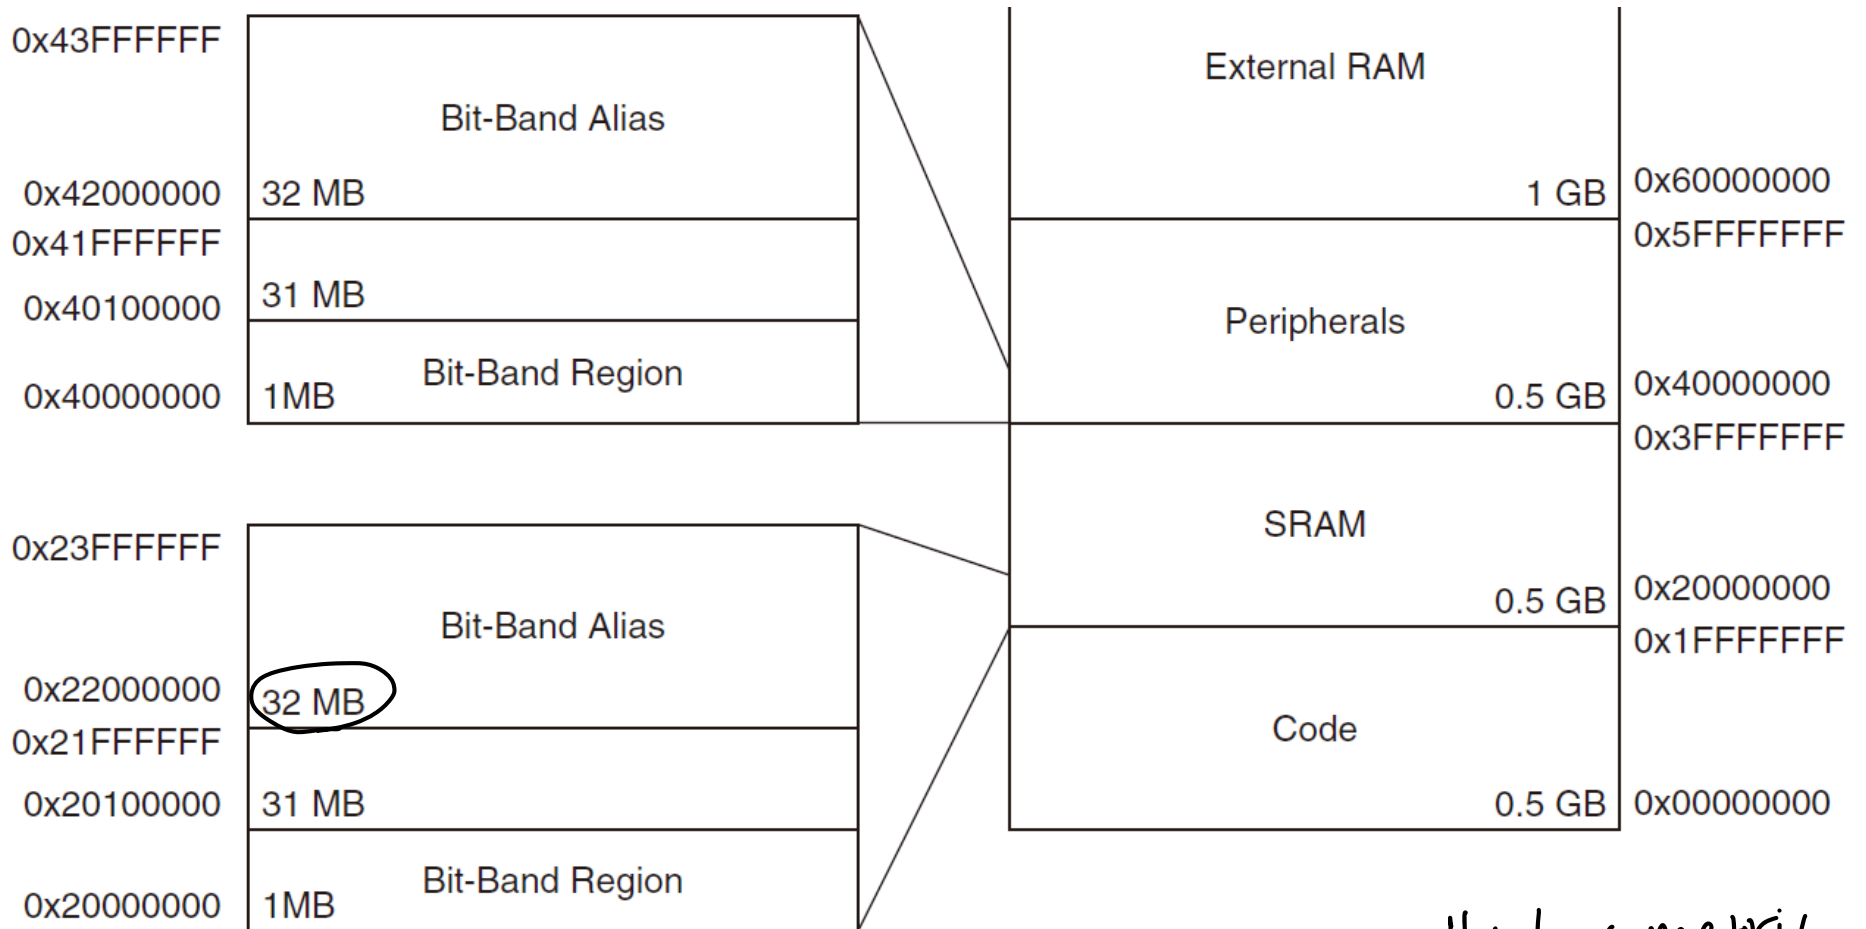 0x43FFFFFF
Bit-Band Alias
0x42000000
32 MB
0x41FFFFFF
31 MB
0x40100000
Bit-Band Region
0x40000000
1MB
0x23FFFFFF
Bit-Band Alias
0x22000000
32 MB
0x21FFFFFF
0x20100000
31 MB
Bit-Band Region
0x20000000
1MB
External RAM
1 GB
0x60000000
0x5FFFFFFF
Peripherals
0x40000000
0.5 GB
0x3FFFFFFF
SRAM
0x20000000
0.5 GB
0x1FFFFFFF
Code
0.5 GB
0x00000000